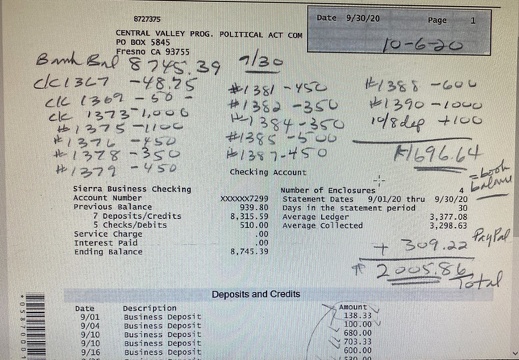 8727375
Date 9/30/20 Page 1
CENTRAL VALLEY PROG. POLITICAL ACT COM
PO BOX 5845
Fresno CA 93755
10-6-20
Bank Bal 8745.39 9/30
ck 1367 -48.75
ck 1369 -50 -
ck 1373 -1,000
#1375 -1100
#1376 -450
#1378 -350
#1379 -450
#1381 -450
#1382 -350
#1384 -350
#1385 -500
#1387 -450
#1388 -600
#1390 -1000
10/8 dep +100
1696.64 = book balance
Checking Account
Sierra Business Checking
Account Number XXXXXX7299
Previous Balance 939.80
7 Deposits/Credits 8,315.59
5 Checks/Debits 510.00
Service Charge .00
Interest Paid .00
Ending Balance 8,745.39
Number of Enclosures 4
Statement Dates 9/01/20 thru 9/30/20
Days in the statement period 30
Average Ledger 3,377.08
Average Collected 3,298.63
+ 309.22 PayPal
2005.86 Total
Deposits and Credits
Date Description Amount
9/01 Business Deposit 138.33
9/04 Business Deposit 100.00
9/10 Business Deposit 680.00
9/10 Business Deposit 703.33
9/16 Business Deposit 600.00